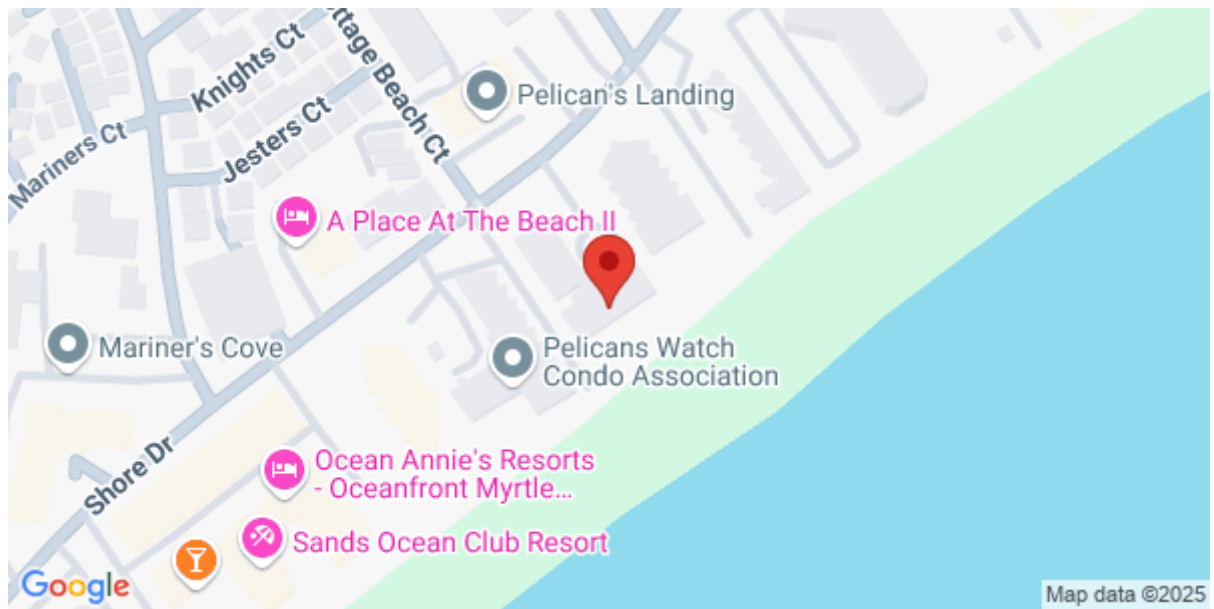 ttage Beach Ct
Knights Ct
Pelican's Landing
Jesters Ct
Mariners Ct
A Place At The Beach II
Mariner's Cove
Pelicans Watch
Condo Association
Shore Dr
Ocean Annie's Resorts
- Oceanfront Myrtle...
Sands Ocean Club Resort
Google
Map data ©2025